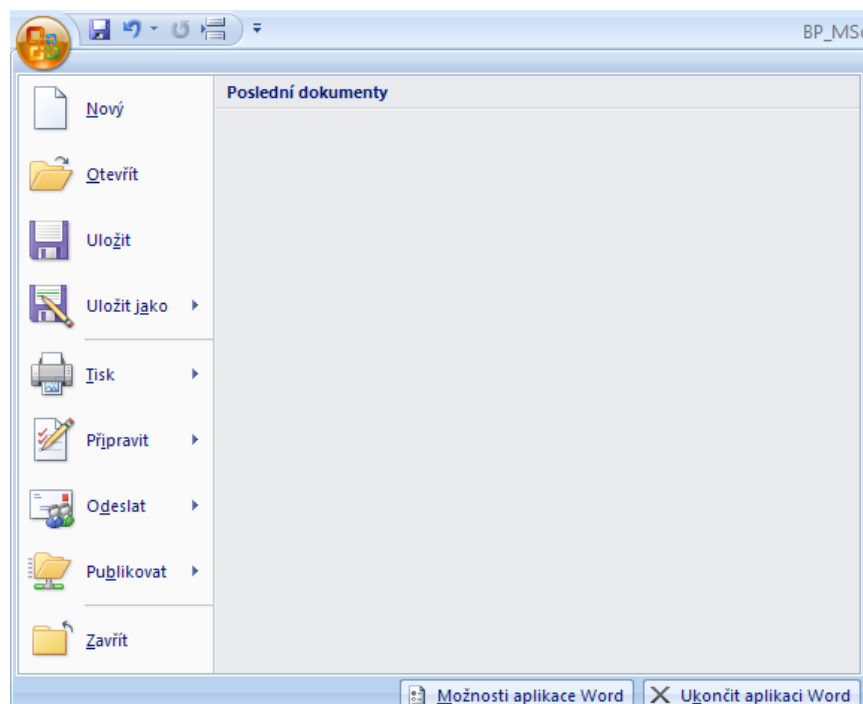 BP_MS
Poslední dokumenty
Nový
Otevřít
Uložit
Uložit jako
Tisk
Připravit
Odeslat
Publikovat
Zavřít
Možnosti aplikace Word
Ukončit aplikaci Word